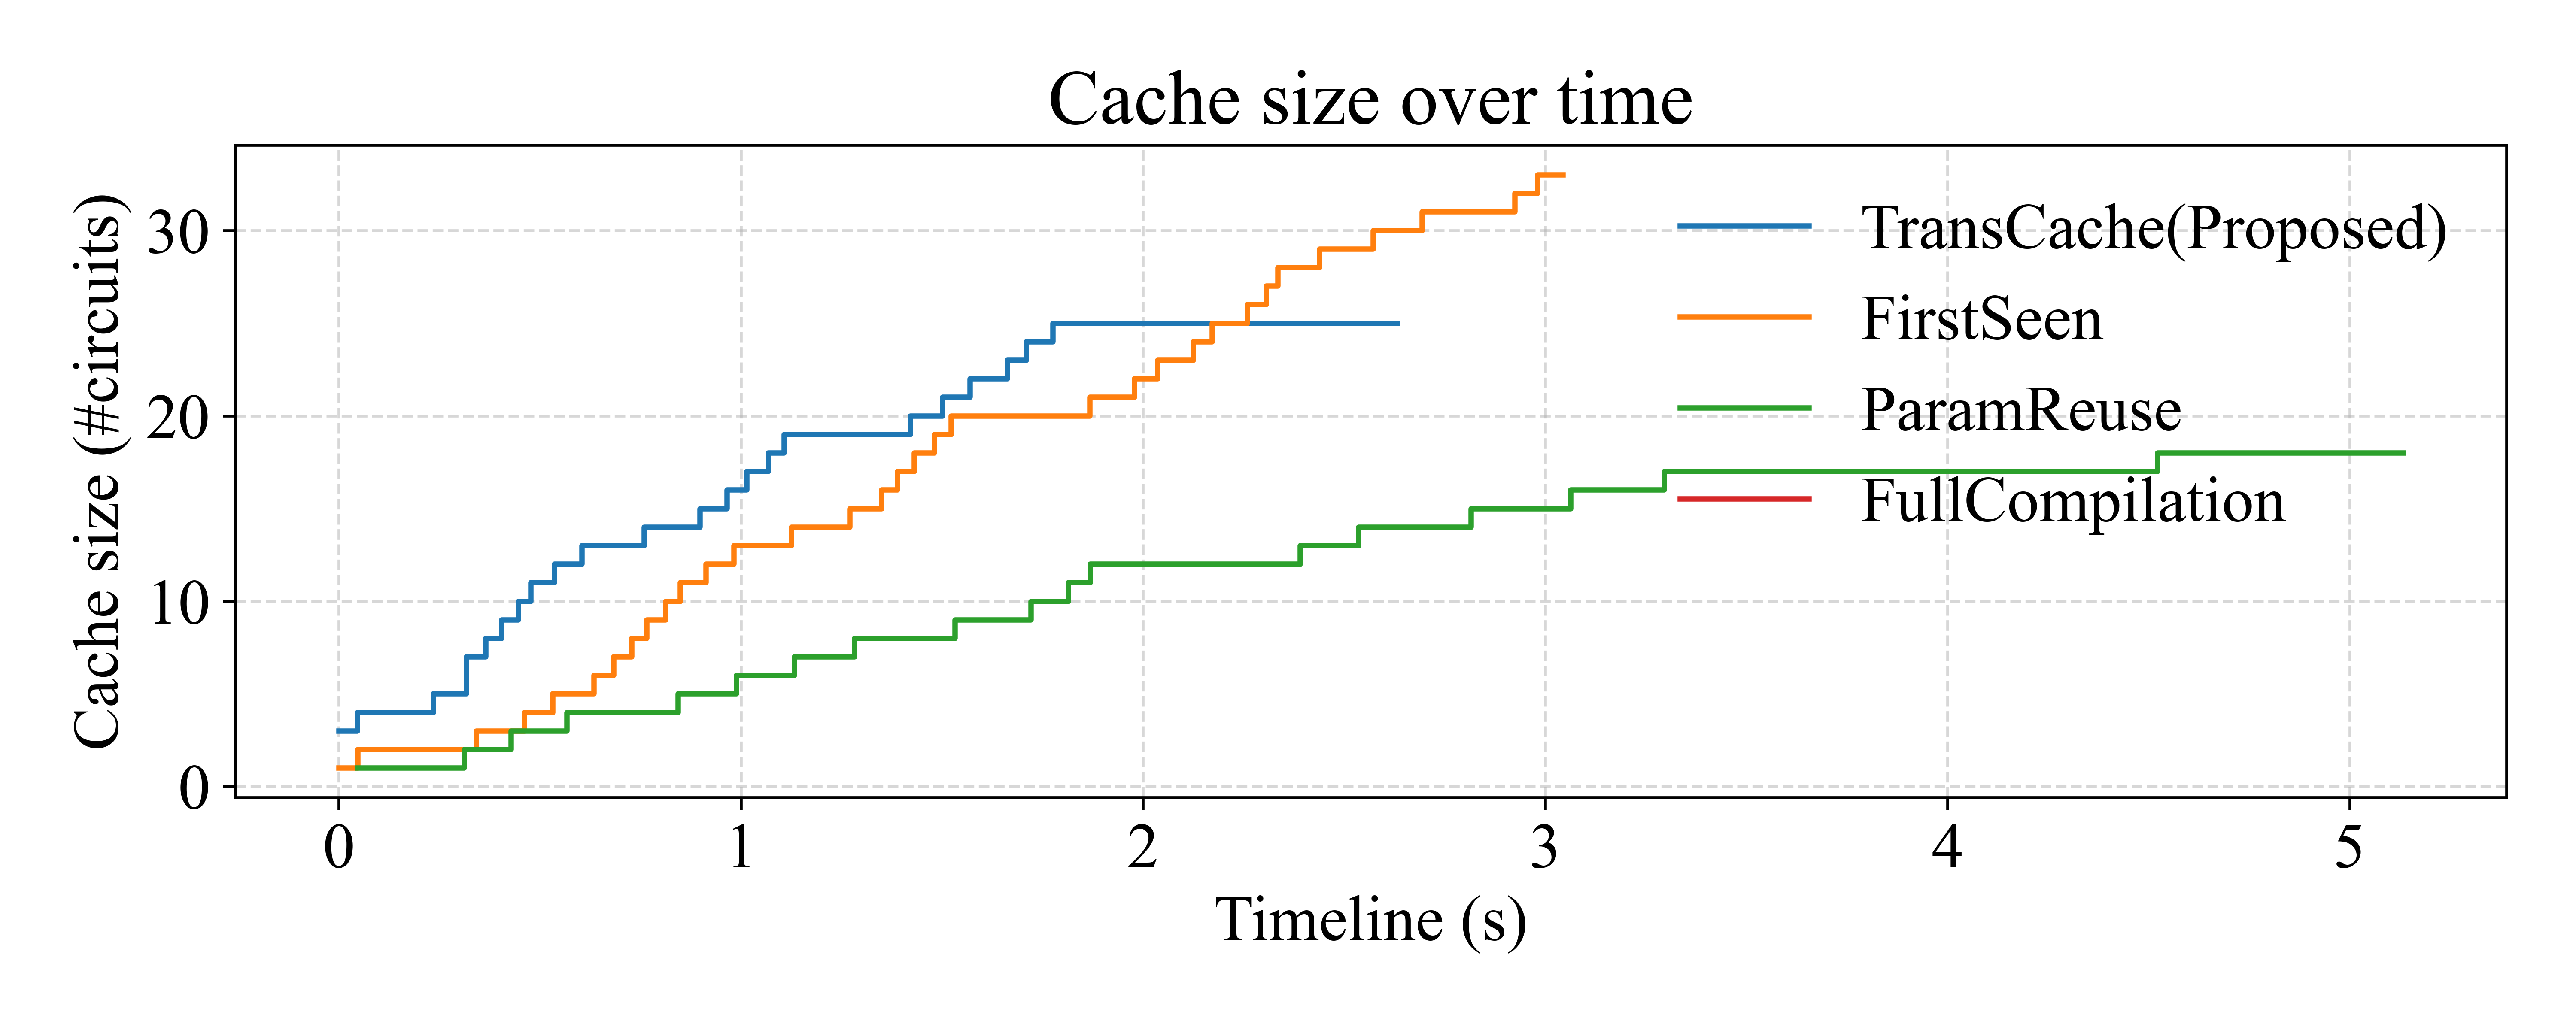 Cache size over time
Cache size (#circuits)
30
20
10
0
TransCache(Proposed)
FirstSeen
ParamReuse
FullCompilation
0 1 2 3 4 5
Timeline (s)